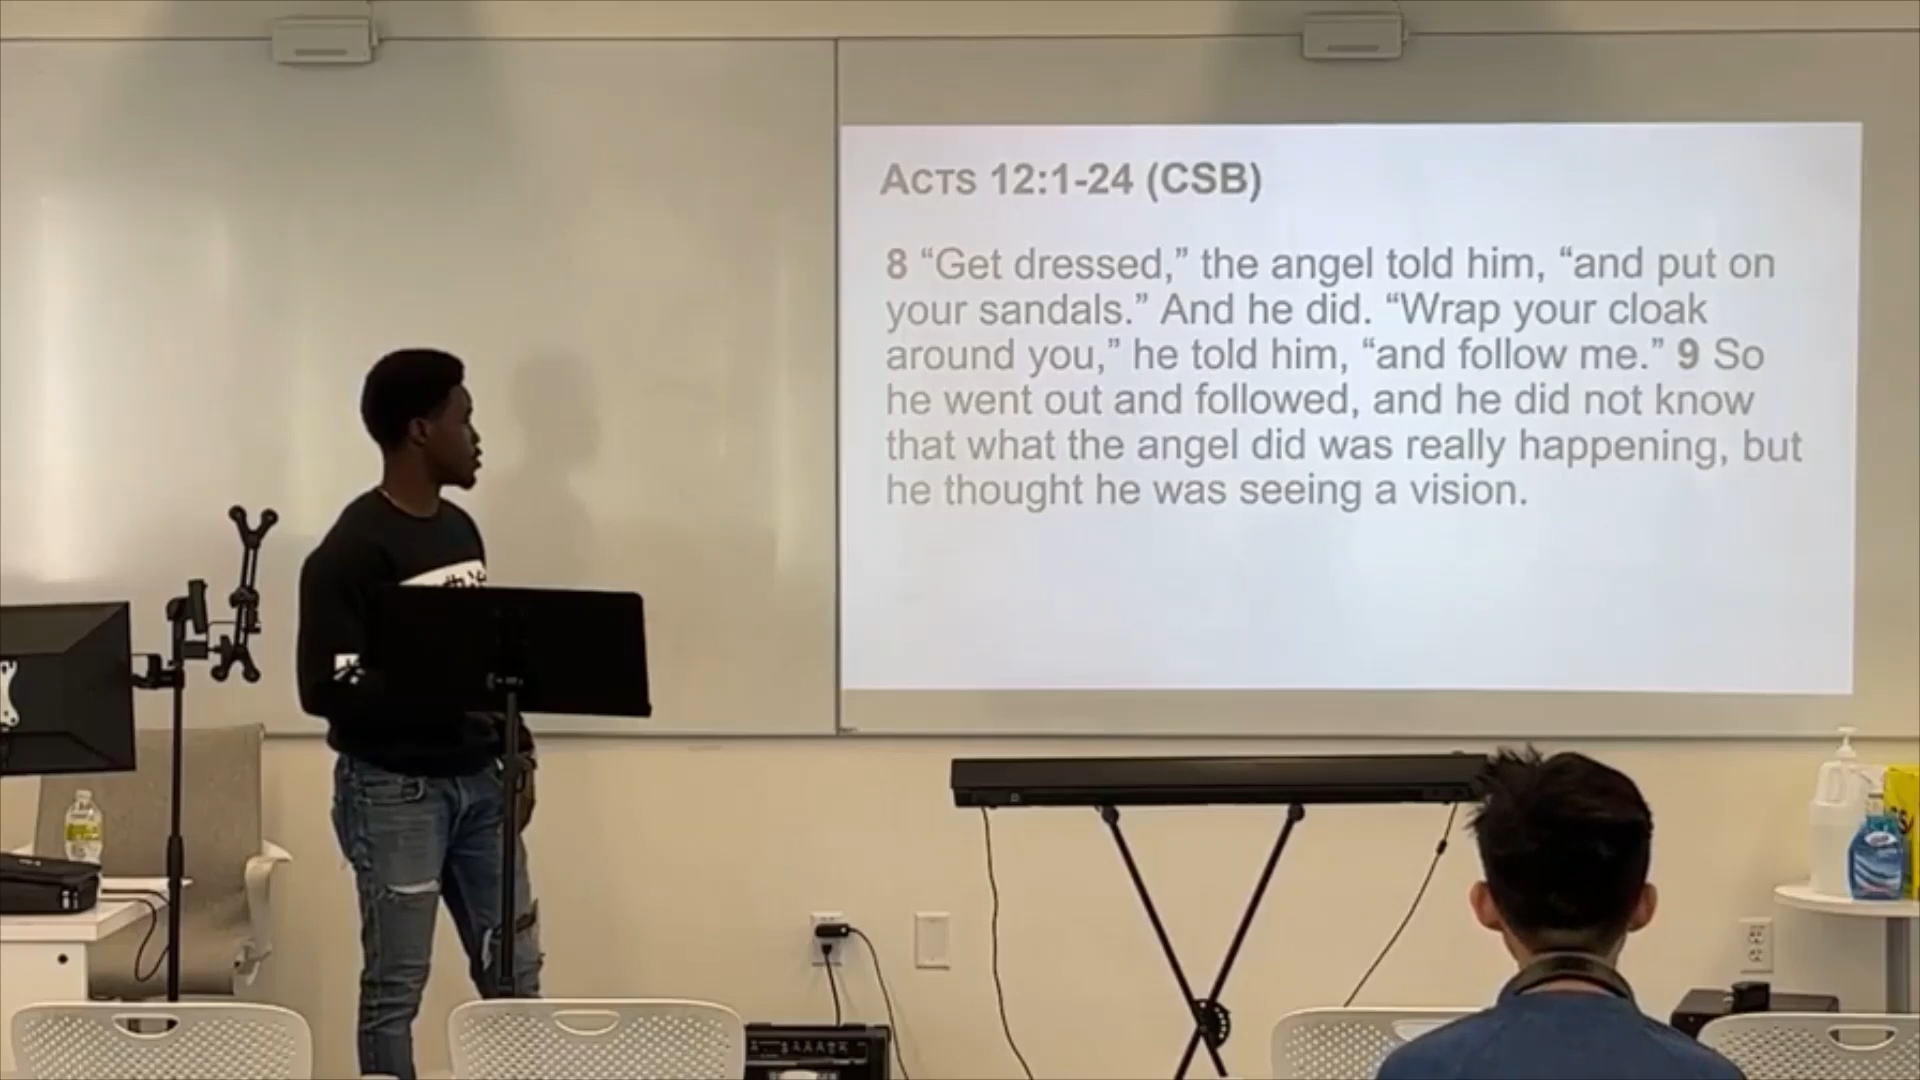 ACTS 12:1-24 (CSB)
8 “Get dressed,” the angel told him, “and put on
your sandals.” And he did. “Wrap your cloak
around you,” he told him, “and follow me.” 9 So
he went out and followed, and he did not know
that what the angel did was really happening, but
he thought he was seeing a vision.